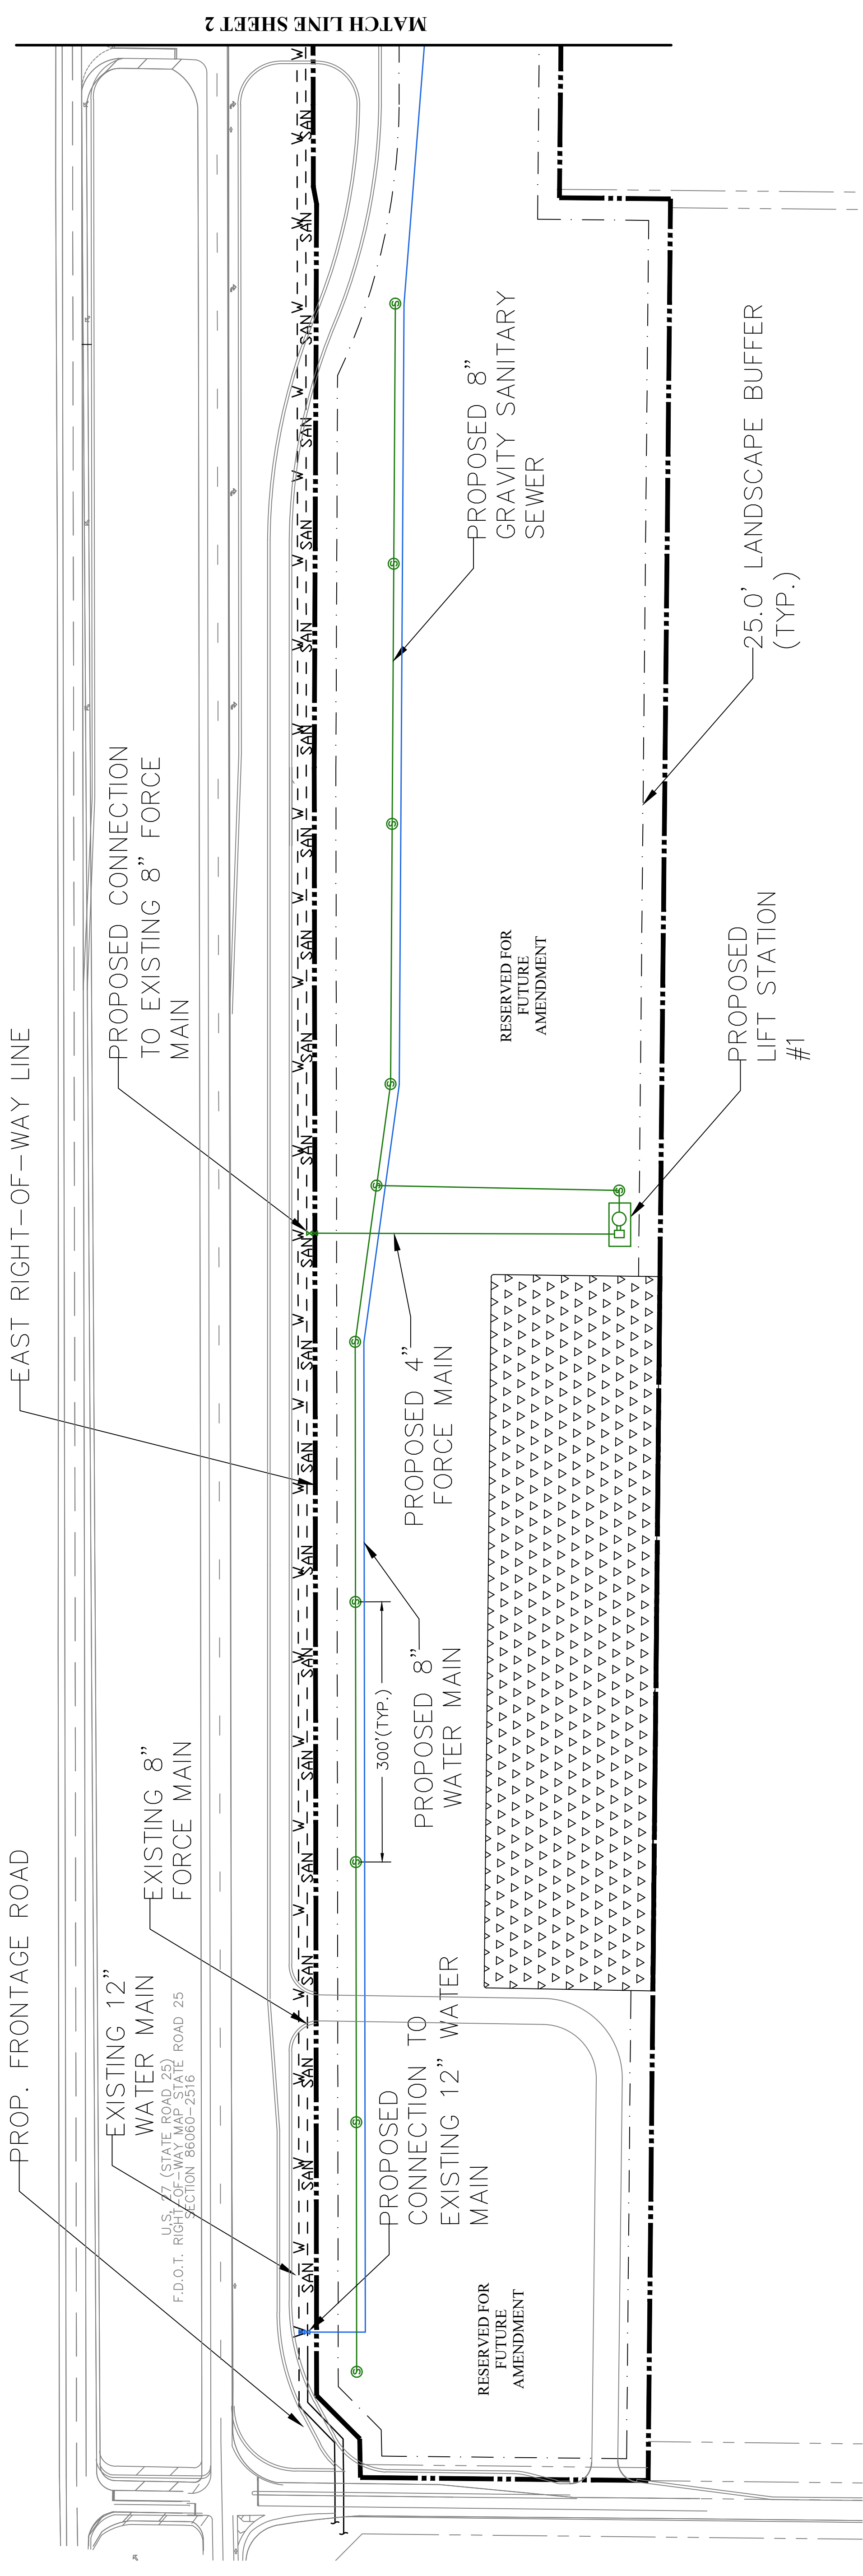 MATCH LINE SHEET 2
EAST RIGHT-OF-WAY LINE
PROPOSED CONNECTION
TO EXISTING 8" FORCE
MAIN
PROPOSED 8"
GRAVITY SANITARY
SEWER
25.0' LANDSCAPE BUFFER
(TYP.)
RESERVED FOR
FUTURE
AMENDMENT
PROPOSED
LIFT STATION
#1
PROPOSED 4"
FORCE MAIN
PROPOSED 8"
WATER MAIN
300'(TYP.)
PROP. FRONTAGE ROAD
EXISTING 12"
WATER MAIN
EXISTING 8"
FORCE MAIN
U.S. 27 (STATE ROAD 25)
F.D.O.T. RIGHT-OF-WAY MAP STATE ROAD 25
SECTION 86060-2516
PROPOSED
CONNECTION TO
EXISTING 12" WATER
MAIN
RESERVED FOR
FUTURE
AMENDMENT
W
SAN